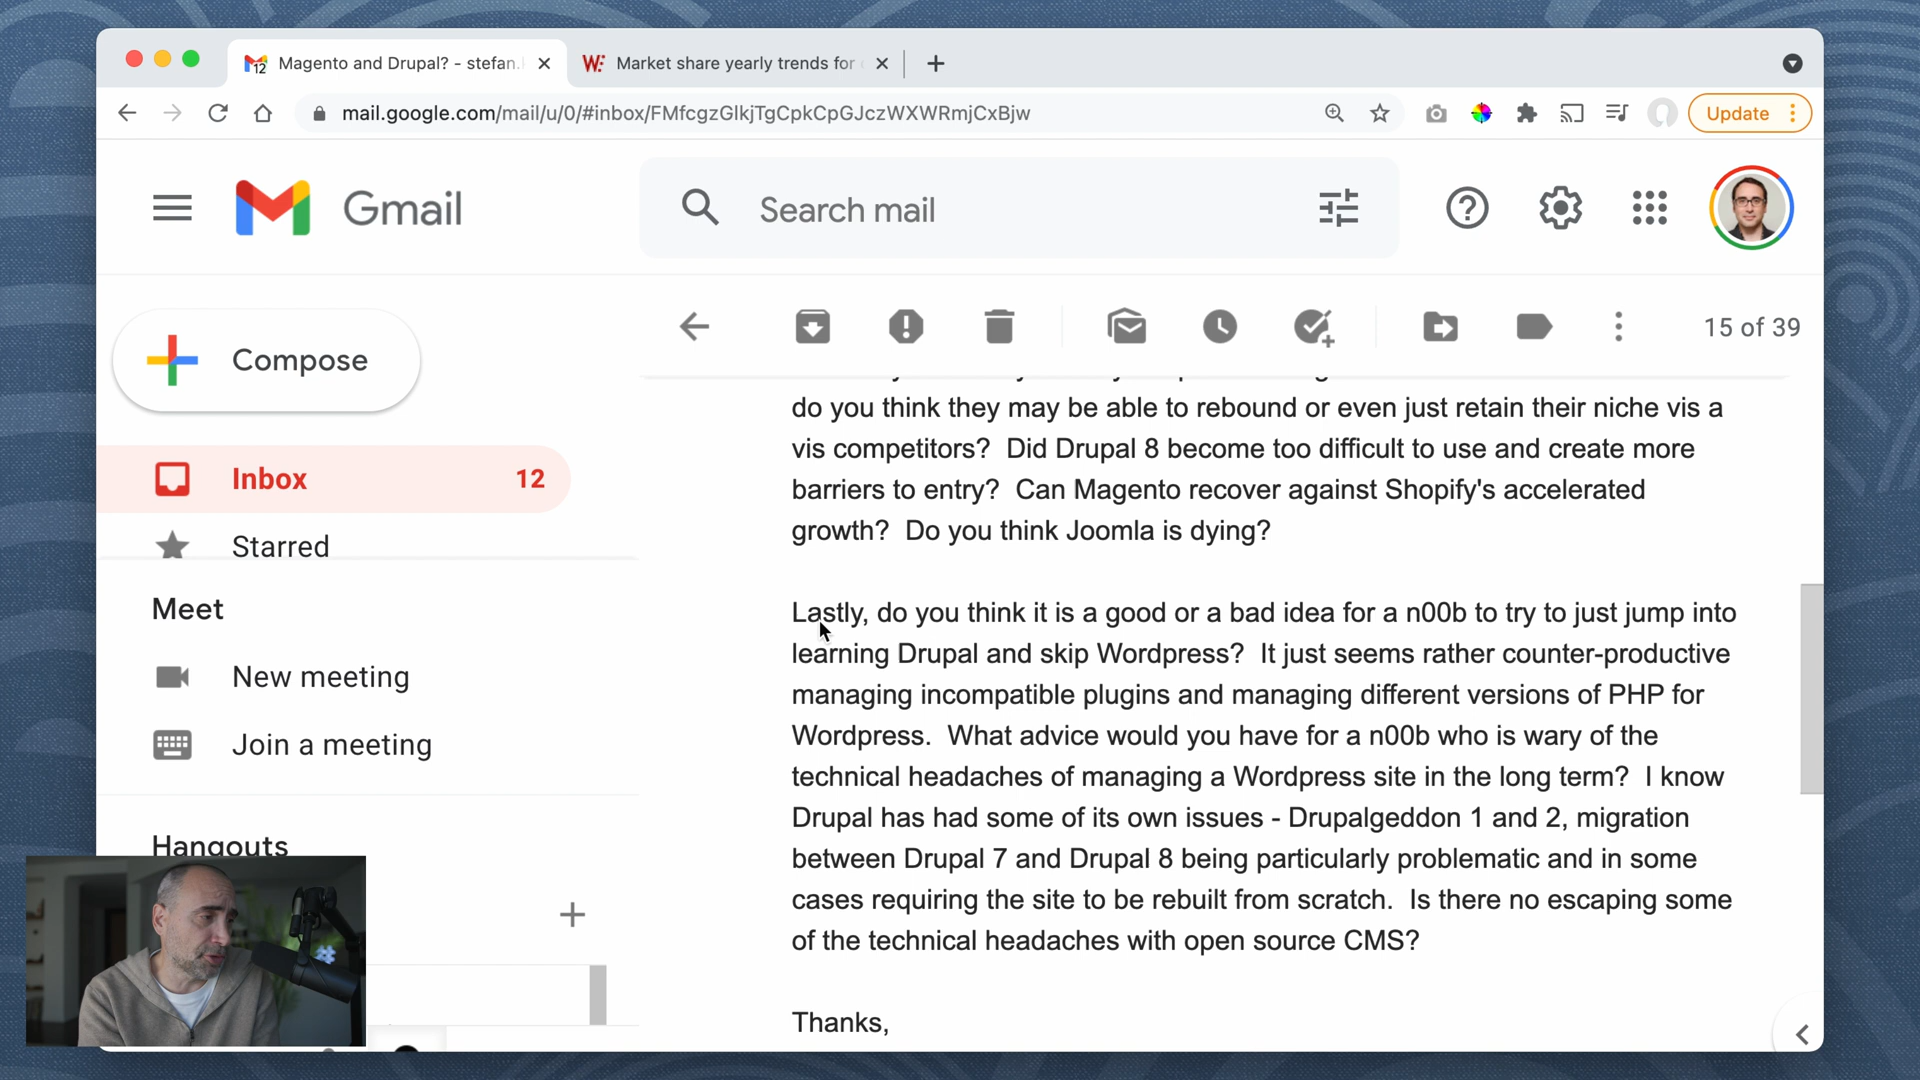 Magento and Drupal? - stefan.
Market share yearly trends for
mail.google.com/mail/u/0/#inbox/FMfcgzGlkjTgCpkCpGJczWXWRmjCxBjw
Update
Gmail
Search mail
Compose
15 of 39
Inbox 12
Starred
Meet
New meeting
Join a meeting
Hangouts
do you think they may be able to rebound or even just retain their niche vis a
vis competitors?  Did Drupal 8 become too difficult to use and create more
barriers to entry?  Can Magento recover against Shopify's accelerated
growth?  Do you think Joomla is dying?
Lastly, do you think it is a good or a bad idea for a n00b to try to just jump into
learning Drupal and skip Wordpress?  It just seems rather counter-productive
managing incompatible plugins and managing different versions of PHP for
Wordpress.  What advice would you have for a n00b who is wary of the
technical headaches of managing a Wordpress site in the long term?  I know
Drupal has had some of its own issues - Drupalgeddon 1 and 2, migration
between Drupal 7 and Drupal 8 being particularly problematic and in some
cases requiring the site to be rebuilt from scratch.  Is there no escaping some
of the technical headaches with open source CMS?
Thanks,